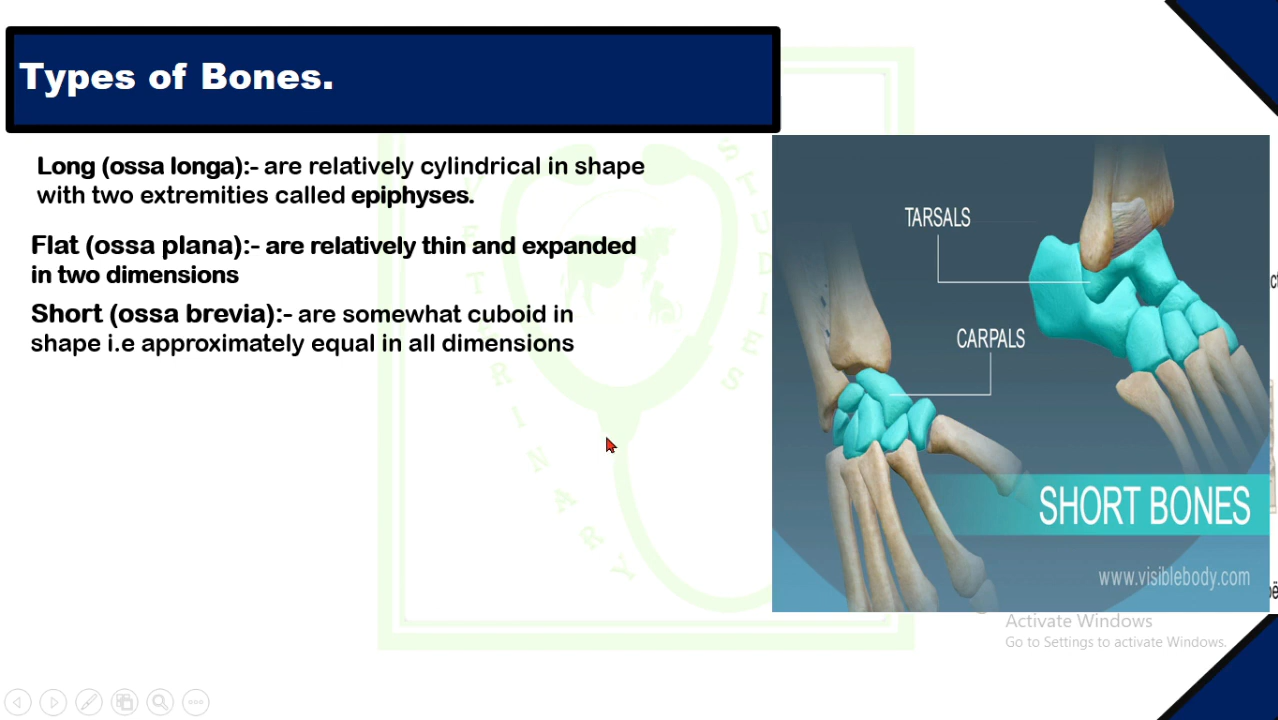 Types of Bones.
Long (ossa longa):- are relatively cylindrical in shape
with two extremities called epiphyses.
Flat (ossa plana):- are relatively thin and expanded
in two dimensions
Short (ossa brevia):- are somewhat cuboid in
shape i.e approximately equal in all dimensions
TARSALS
CARPALS
SHORT BONES
www.visiblebody.com
VETERINARY
STUDIES
Activate Windows
Go to Settings to activate Windows.